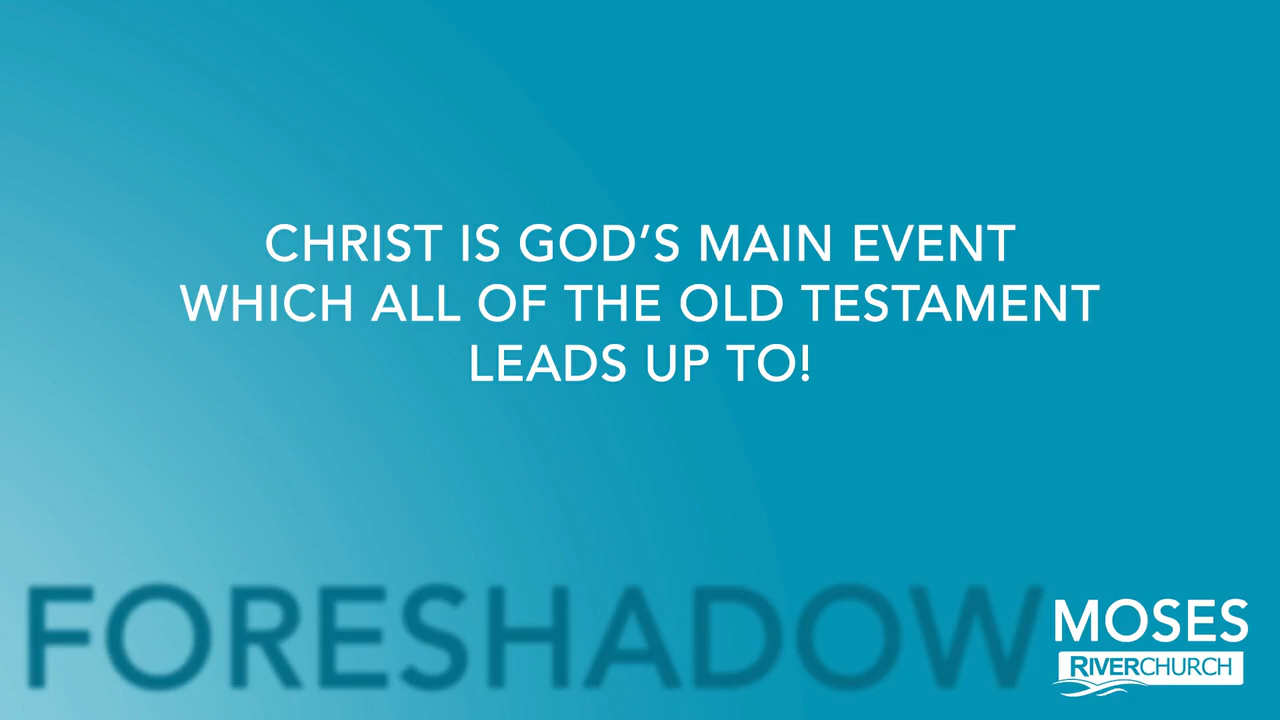 CHRIST IS GOD’S MAIN EVENT
WHICH ALL OF THE OLD TESTAMENT
LEADS UP TO!
FORESHADOW
MOSES
RIVERCHURCH